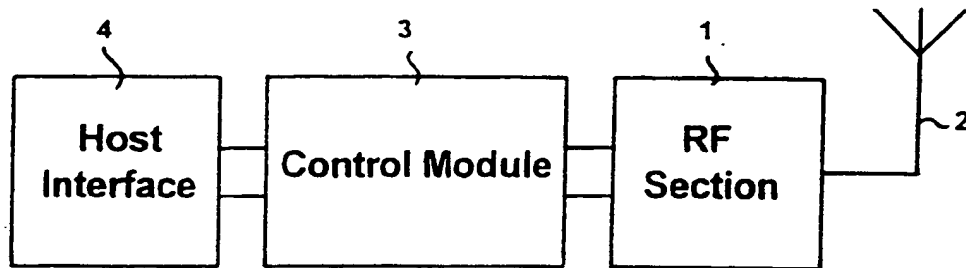 4
3
1
2
Host
Interface
Control Module
RF
Section